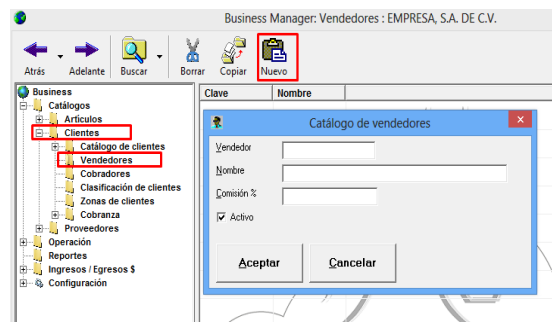 Business Manager: Vendedores : EMPRESA, S.A. DE C.V.
Atrás Adelante Buscar Borrar Copiar Nuevo
Business
Catálogos
Articulos
Clientes
Catálogo de clientes
Vendedores
Cobradores
Clasificación de clientes
Zonas de clientes
Cobranza
Proveedores
Operación
Reportes
Ingresos / Egresos $
Configuración
Clave Nombre
Catálogo de vendedores
Vendedor
Nombre
Comisión %
Activo
Aceptar Cancelar